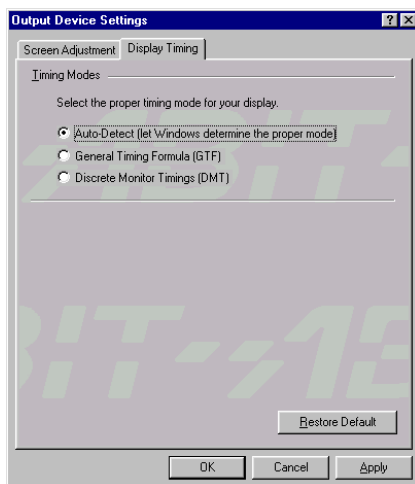 Output Device Settings
Screen Adjustment
Display Timing
Timing Modes
Select the proper timing mode for your display.
Auto-Detect (let Windows determine the proper mode)
General Timing Formula (GTF)
Discrete Monitor Timings (DMT)
ABIT
BIT
Restore Default
OK
Cancel
Apply